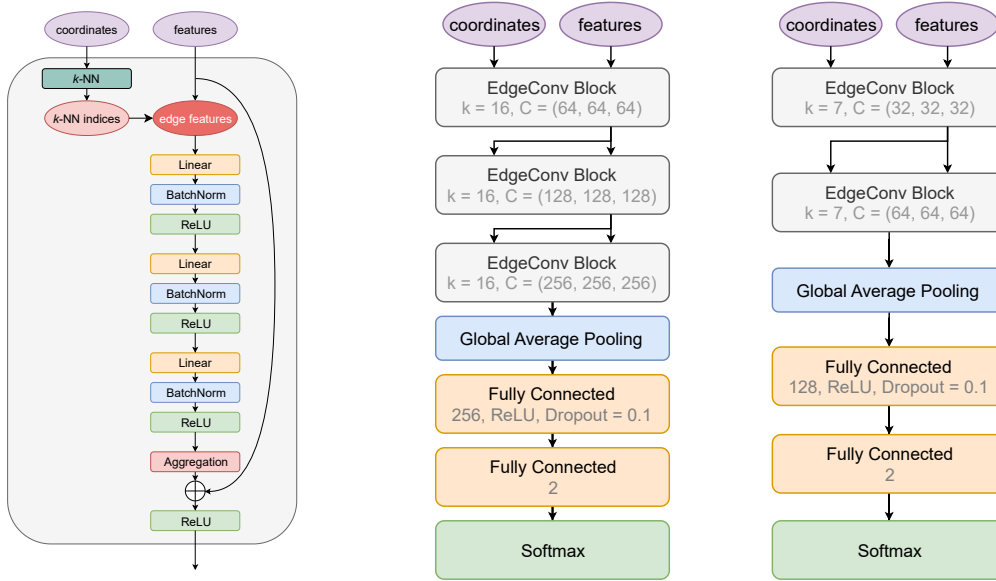 coordinates
features
k-NN
k-NN indices
edge features
Linear
BatchNorm
ReLU
Linear
BatchNorm
ReLU
Linear
BatchNorm
ReLU
Aggregation
ReLU
coordinates
features
EdgeConv Block
k = 16, C = (64, 64, 64)
EdgeConv Block
k = 16, C = (128, 128, 128)
EdgeConv Block
k = 16, C = (256, 256, 256)
Global Average Pooling
Fully Connected
256, ReLU, Dropout = 0.1
Fully Connected
2
Softmax
coordinates
features
EdgeConv Block
k = 7, C = (32, 32, 32)
EdgeConv Block
k = 7, C = (64, 64, 64)
Global Average Pooling
Fully Connected
128, ReLU, Dropout = 0.1
Fully Connected
2
Softmax